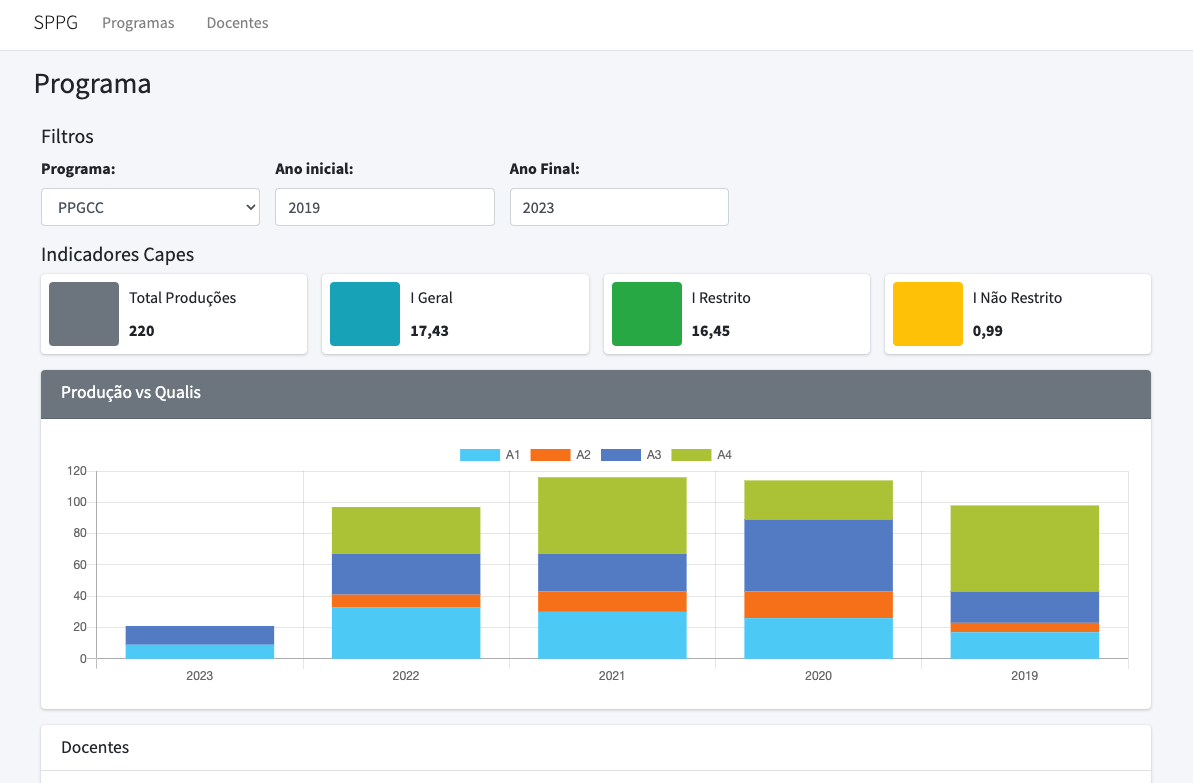 SPPG Programas Docentes
Programa
Filtros
Programa: Ano inicial: Ano Final:
PPGCC 2019 2023
Indicadores Capes
Total Produções I Geral I Restrito I Não Restrito
220 17,43 16,45 0,99
Produção vs Qualis
A1 A2 A3 A4
120
100
80
60
40
20
0
2023 2022 2021 2020 2019
Docentes